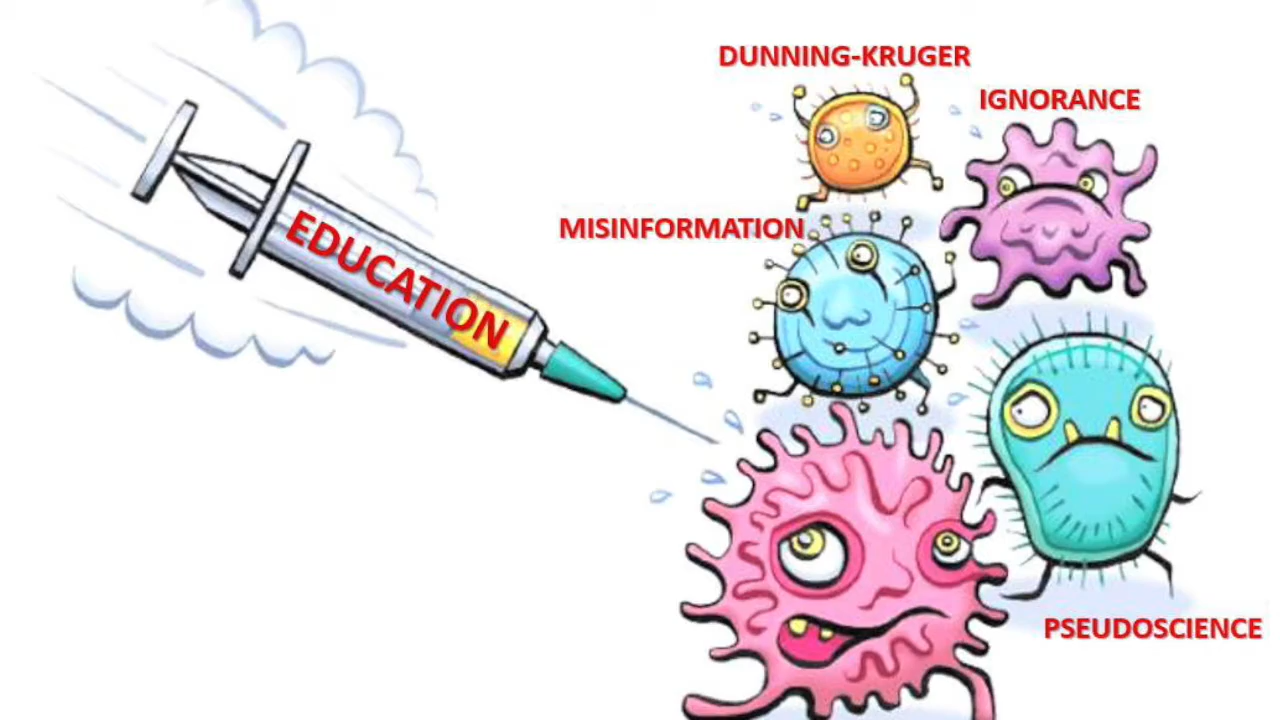 DUNNING-KRUGER
IGNORANCE
MISINFORMATION
EDUCATION
PSEUDOSCIENCE